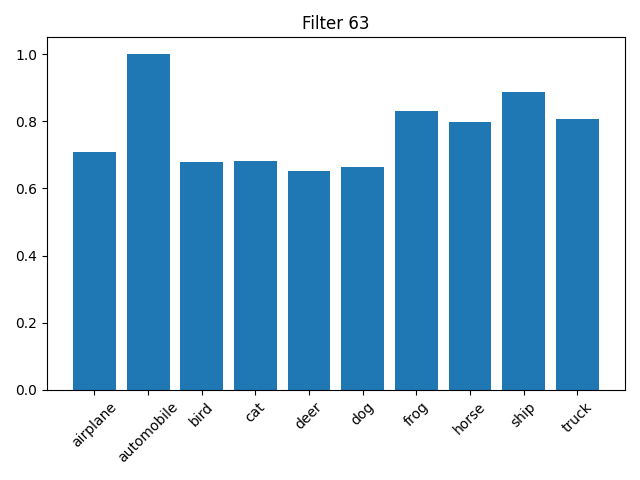 Filter 63
1.0
0.8
0.6
0.4
0.2
0.0
airplane
automobile
bird
cat
deer
dog
frog
horse
ship
truck